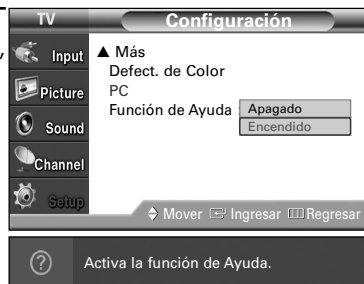 TV Configuración
Input
Picture
Sound
Channel
Setup
▲ Más
Defect. de Color
PC
Función de Ayuda : Apagado
Encendido
Mover Ingresar Regresar
Activa la función de Ayuda.